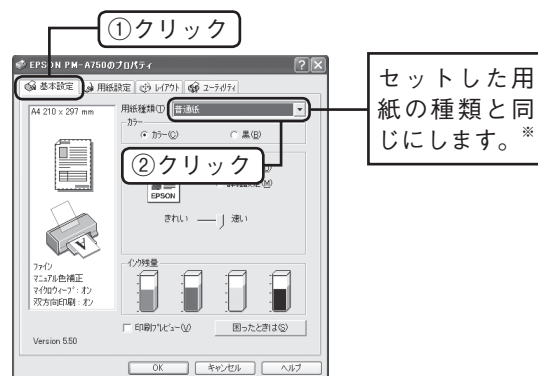 ①クリック
EPSON PM-A750のプロパティ
基本設定 用紙設定 レイアウト ユーティリティ
A4 210 x 297 mm
用紙種類(T) 普通紙
カラー
カラー(C) 黒(B)
セットした用
紙の種類と同
じにします。※
②クリック
EPSON
きれい 速い
ファイン
マニュアル色補正
マイクロウィーブ：オン
双方向印刷：オン
インク残量
印刷プレビュー(V) 困ったときは(S)
Version 5.50
OK キャンセル ヘルプ